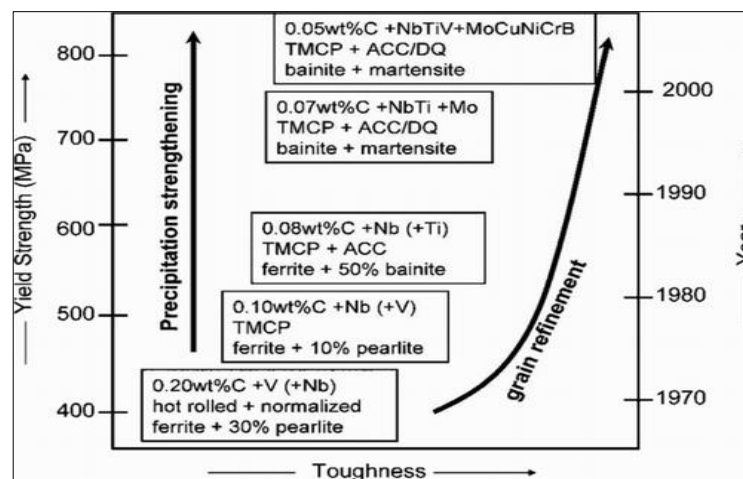 0.05wt%C +NbTiV+MoCuNiCrB
TMCP + ACC/DQ
bainite + martensite
0.07wt%C +NbTi +Mo
TMCP + ACC/DQ
bainite + martensite
0.08wt%C +Nb (+Ti)
TMCP + ACC
ferrite + 50% bainite
0.10wt%C +Nb (+V)
TMCP
ferrite + 10% pearlite
0.20wt%C +V (+Nb)
hot rolled + normalized
ferrite + 30% pearlite
Precipitation strengthening
grain refinement
Yield Strength (MPa)
800
700
600
500
400
2000
1990
1980
1970
Year
Toughness